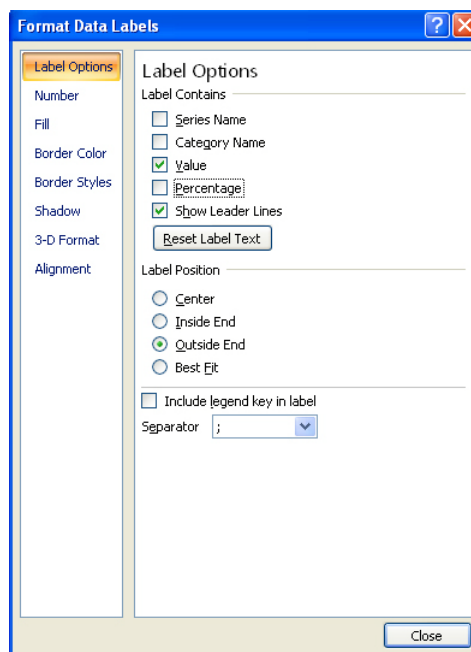 Format Data Labels
Label Options
Number
Fill
Border Color
Border Styles
Shadow
3-D Format
Alignment
Label Options
Label Contains
Series Name
Category Name
Value
Percentage
Show Leader Lines
Reset Label Text
Label Position
Center
Inside End
Outside End
Best Fit
Include legend key in label
Separator ;
Close